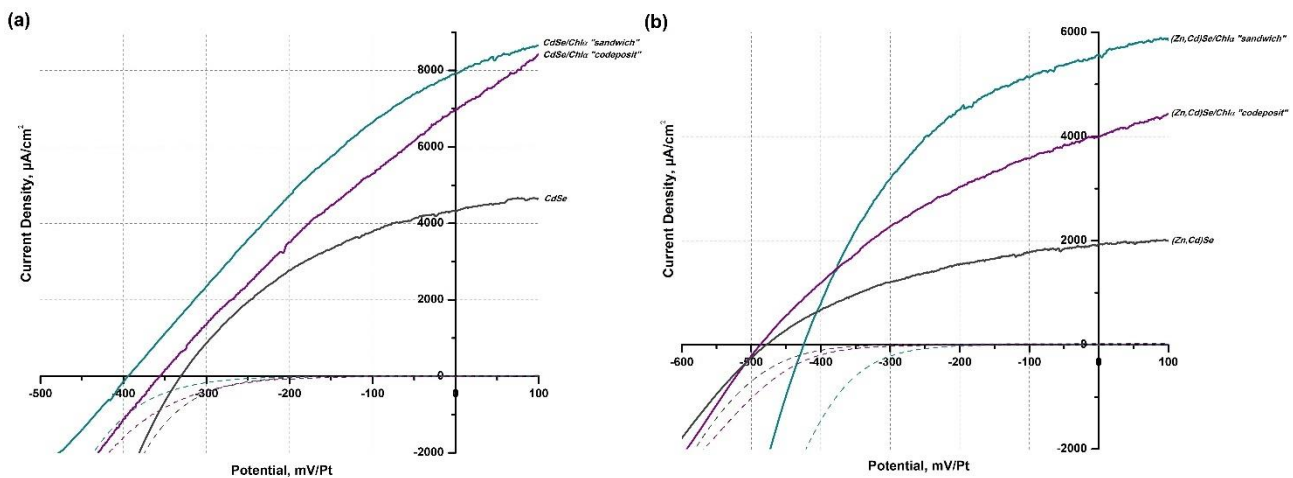 (a)
CdSe/Chlα "sandwich"
CdSe/Chlα "codeposit"
8000
6000
CdSe
4000
2000
0
-2000
-500
-400
-300
-200
-100
0
100
Current Density, µA/cm²
Potential, mV/Pt
(b)
6000
(Zn,Cd)Se/Chlα "sandwich"
(Zn,Cd)Se/Chlα "codeposit"
4000
2000
(Zn,Cd)Se
0
-2000
-600
-500
-400
-300
-200
-100
0
100
Current Density, µA/cm²
Potential, mV/Pt